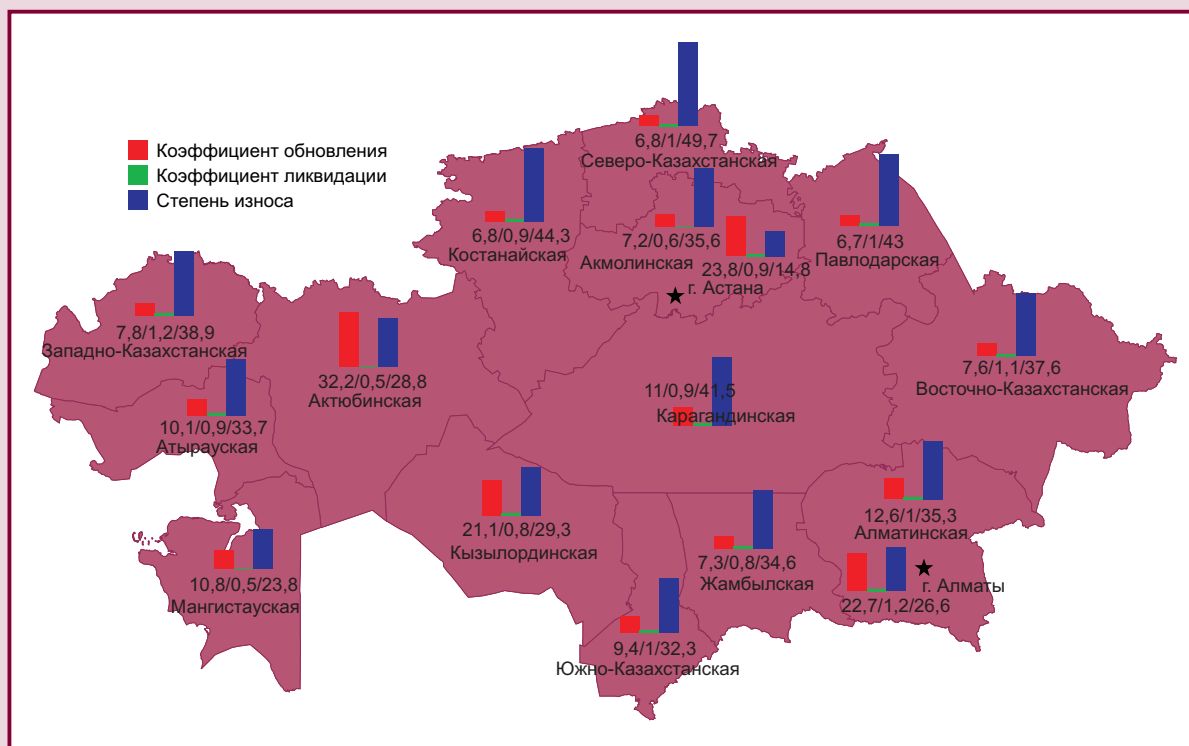 Коэффициент обновления
Коэффициент ликвидации
Степень износа
6,8/1/49,7
Северо-Казахстанская
6,8/0,9/44,3
Костанайская
7,2/0,6/35,6
Акмолинская
23,8/0,9/14,8
г. Астана
6,7/1/43
Павлодарская
7,8/1,2/38,9
Западно-Казахстанская
32,2/0,5/28,8
Актюбинская
7,6/1,1/37,6
Восточно-Казахстанская
11/0,9/41,5
Карагандинская
10,1/0,9/33,7
Атырауская
21,1/0,8/29,3
Кызылординская
12,6/1/35,3
Алматинская
7,3/0,8/34,6
Жамбылская
10,8/0,5/23,8
Мангистауская
г. Алматы
22,7/1,2/26,6
9,4/1/32,3
Южно-Казахстанская